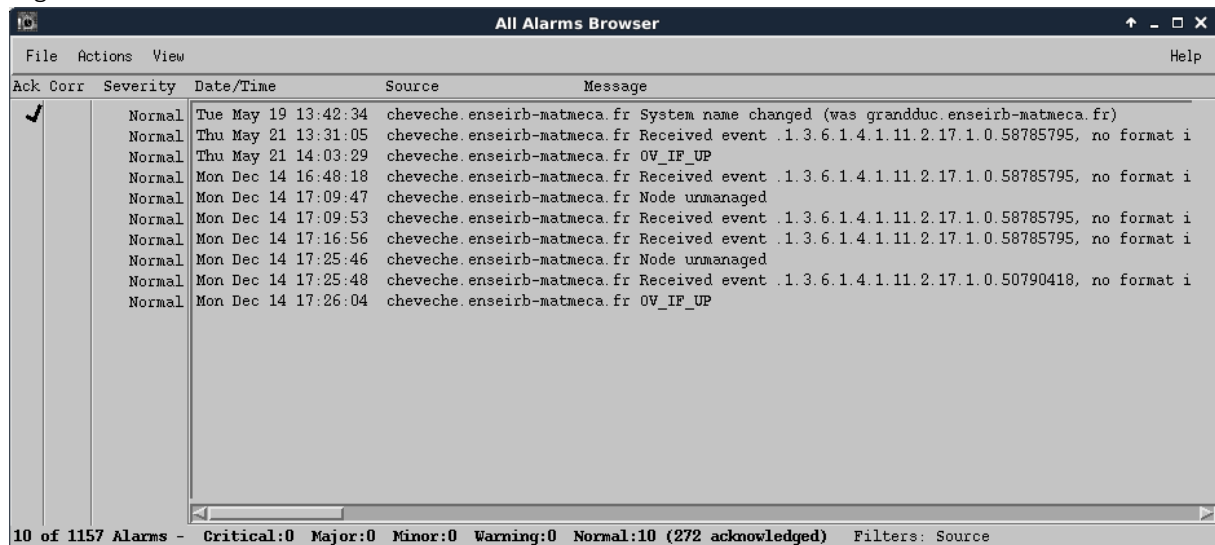 All Alarms Browser
File Actions View Help
Ack Corr Severity Date/Time Source Message
Normal Tue May 19 13:42:34 cheveche.enseirb-matmeca.fr System name changed (was grandduc.enseirb-matmeca.fr)
Normal Thu May 21 13:31:05 cheveche.enseirb-matmeca.fr Received event .1.3.6.1.4.1.11.2.17.1.0.58785795, no format i
Normal Thu May 21 14:03:29 cheveche.enseirb-matmeca.fr OV_IF_UP
Normal Mon Dec 14 16:48:18 cheveche.enseirb-matmeca.fr Received event .1.3.6.1.4.1.11.2.17.1.0.58785795, no format i
Normal Mon Dec 14 17:09:47 cheveche.enseirb-matmeca.fr Node unmanaged
Normal Mon Dec 14 17:09:53 cheveche.enseirb-matmeca.fr Received event .1.3.6.1.4.1.11.2.17.1.0.58785795, no format i
Normal Mon Dec 14 17:16:56 cheveche.enseirb-matmeca.fr Received event .1.3.6.1.4.1.11.2.17.1.0.58785795, no format i
Normal Mon Dec 14 17:25:46 cheveche.enseirb-matmeca.fr Node unmanaged
Normal Mon Dec 14 17:25:48 cheveche.enseirb-matmeca.fr Received event .1.3.6.1.4.1.11.2.17.1.0.50790418, no format i
Normal Mon Dec 14 17:26:04 cheveche.enseirb-matmeca.fr OV_IF_UP
10 of 1157 Alarms - Critical:0 Major:0 Minor:0 Warning:0 Normal:10 (272 acknowledged) Filters: Source